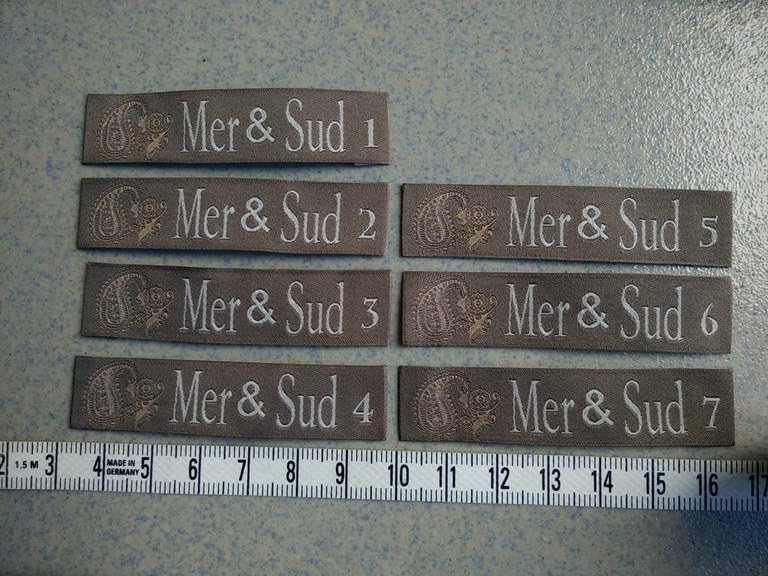 Mer & Sud 1
Mer & Sud 2
Mer & Sud 3
Mer & Sud 4
Mer & Sud 5
Mer & Sud 6
Mer & Sud 7
2 1.5 M 3 4 MADE IN GERMANY 5 6 7 8 9 10 11 12 13 14 15 16 17